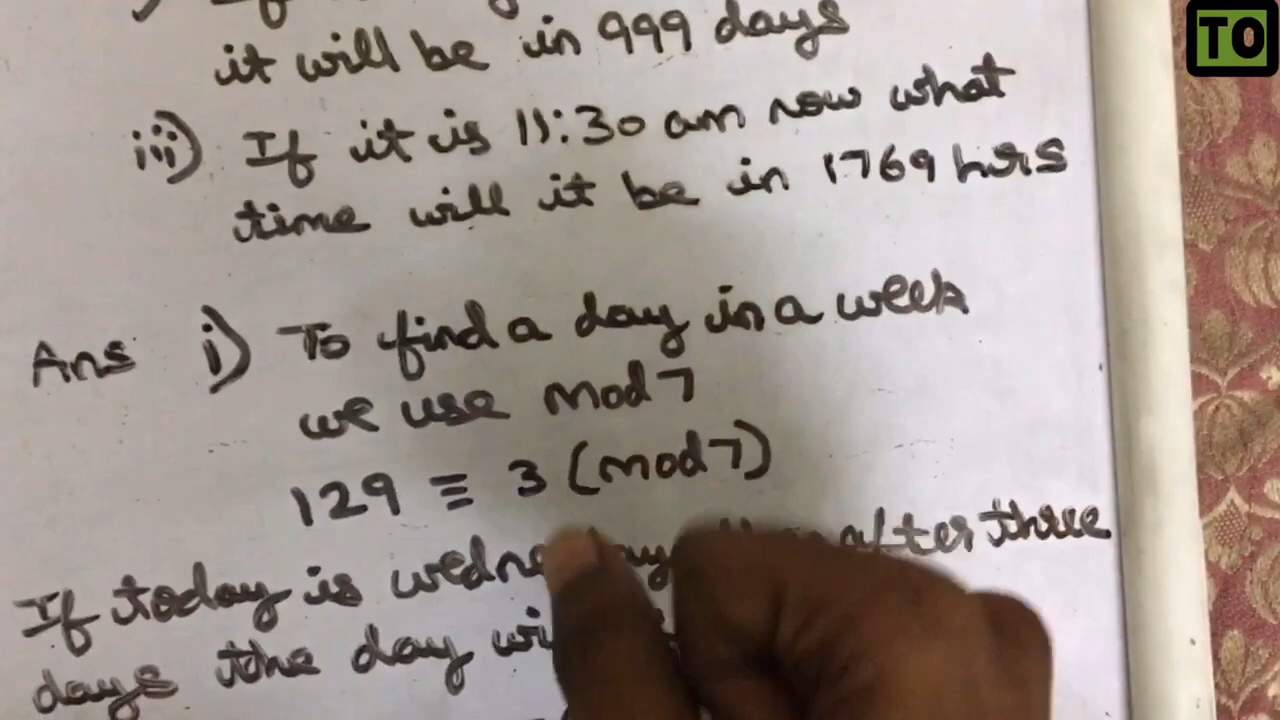 TO
it will be in 999 days
iii) If it is 11:30 am now what
time will it be in 1769 hrs
Ans i) To find a day in a week
we use mod 7
129 ≡ 3 (mod 7)
If today is after three
days the day